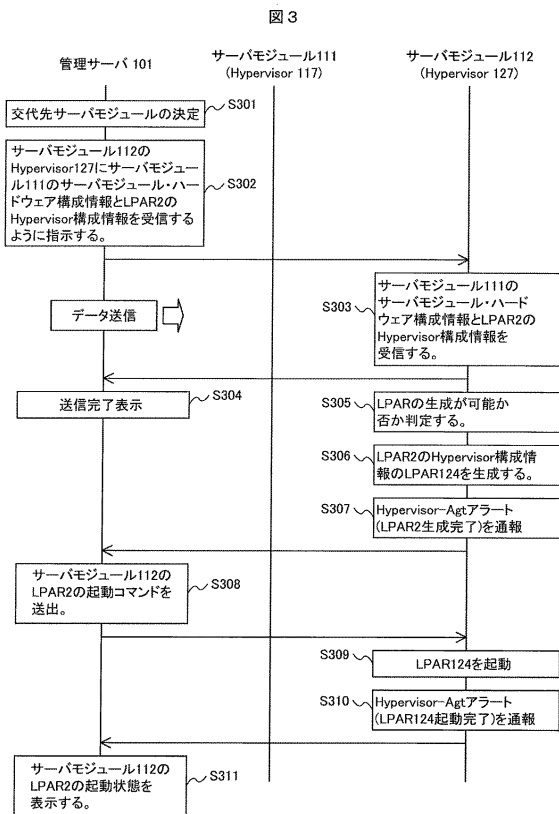 図3
管理サーバ 101
サーバモジュール111
(Hypervisor 117)
サーバモジュール112
(Hypervisor 127)
交代先サーバモジュールの決定
S301
サーバモジュール112の
Hypervisor127にサーバモジュ
ール111のサーバモジュール・ハー
ドウェア構成情報とLPAR2の
Hypervisor構成情報を受信する
ように指示する。
S302
データ送信
S303
サーバモジュール111の
サーバモジュール・ハード
ウェア構成情報とLPAR2の
Hypervisor構成情報を
受信する。
送信完了表示
S304
S305
LPARの生成が可能か
否か判定する。
S306
LPAR2のHypervisor構成情
報のLPAR124を生成する。
S307
Hypervisor-Agtアラート
(LPAR2生成完了)を通報
サーバモジュール112の
LPAR2の起動コマンドを
送出。
S308
S309
LPAR124を起動
S310
Hypervisor-Agtアラート
(LPAR124起動完了)を通報
サーバモジュール112の
LPAR2の起動状態を
表示する。
S311